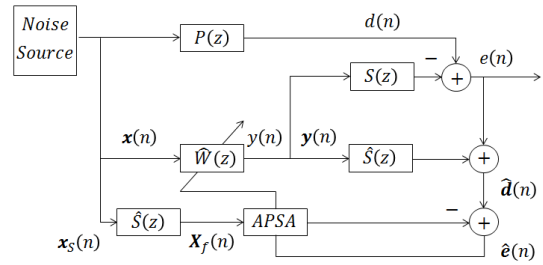 Noise
Source
P(z)
d(n)
−
+
e(n)
S(z)
x(n)
Ŵ(z)
y(n)
y(n)
Ŝ(z)
+
d̂(n)
Ŝ(z)
APSA
−
+
x_S(n)
X_f(n)
ê(n)